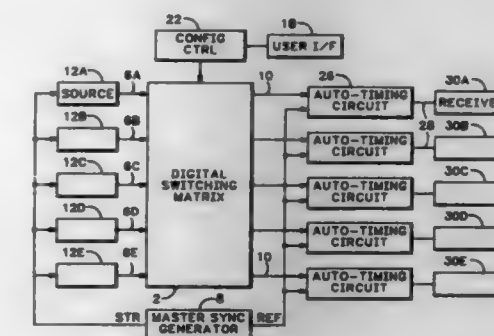 22
18
CONFIG
CTRL
USER I/F
12A
6A
SOURCE
10
26
AUTO-TIMING
CIRCUIT
30A
RECEIVE
12B
6B
28
30B
AUTO-TIMING
CIRCUIT
12C
6C
DIGITAL
SWITCHING
MATRIX
30C
AUTO-TIMING
CIRCUIT
12D
6D
30D
AUTO-TIMING
CIRCUIT
12E
6E
10
30E
AUTO-TIMING
CIRCUIT
2
8
STR
MASTER SYNC
GENERATOR
REF